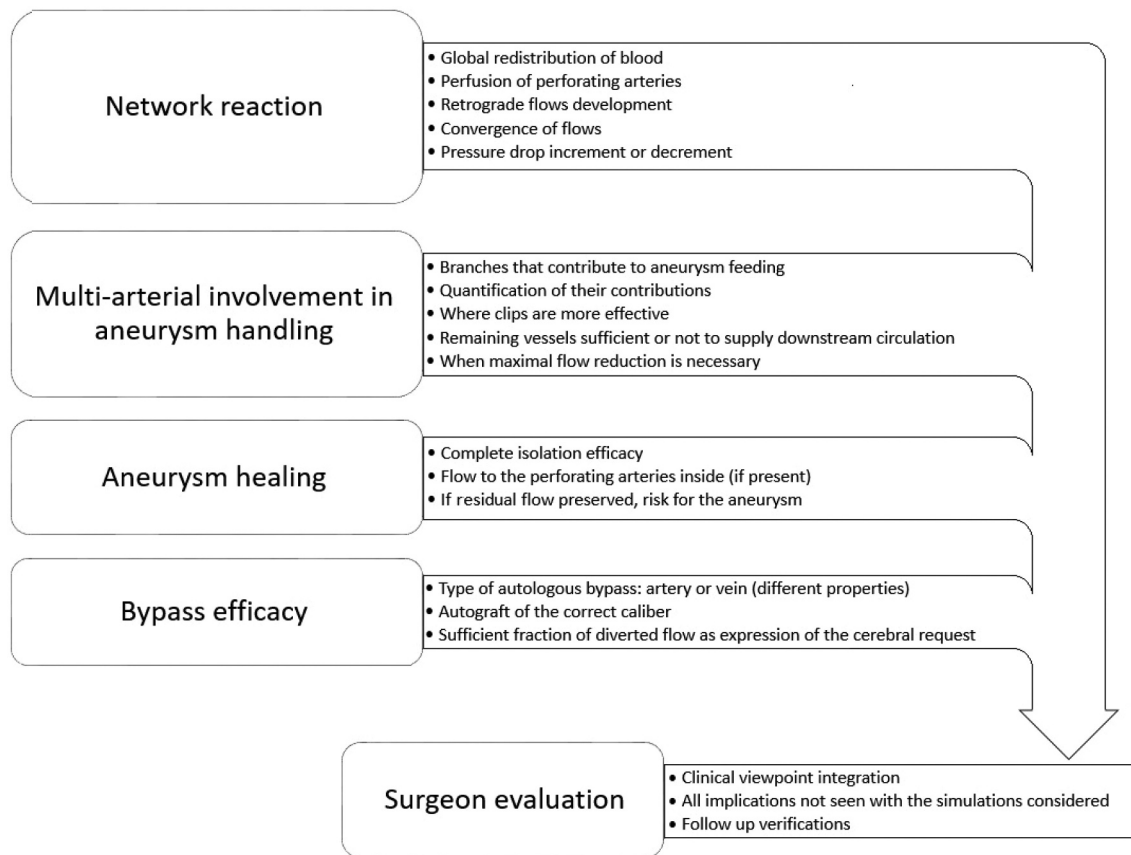 Network reaction
• Global redistribution of blood
• Perfusion of perforating arteries
• Retrograde flows development
• Convergence of flows
• Pressure drop increment or decrement
Multi-arterial involvement in
aneurysm handling
• Branches that contribute to aneurysm feeding
• Quantification of their contributions
• Where clips are more effective
• Remaining vessels sufficient or not to supply downstream circulation
• When maximal flow reduction is necessary
Aneurysm healing
• Complete isolation efficacy
• Flow to the perforating arteries inside (if present)
• If residual flow preserved, risk for the aneurysm
Bypass efficacy
• Type of autologous bypass: artery or vein (different properties)
• Autograft of the correct caliber
• Sufficient fraction of diverted flow as expression of the cerebral request
Surgeon evaluation
• Clinical viewpoint integration
• All implications not seen with the simulations considered
• Follow up verifications